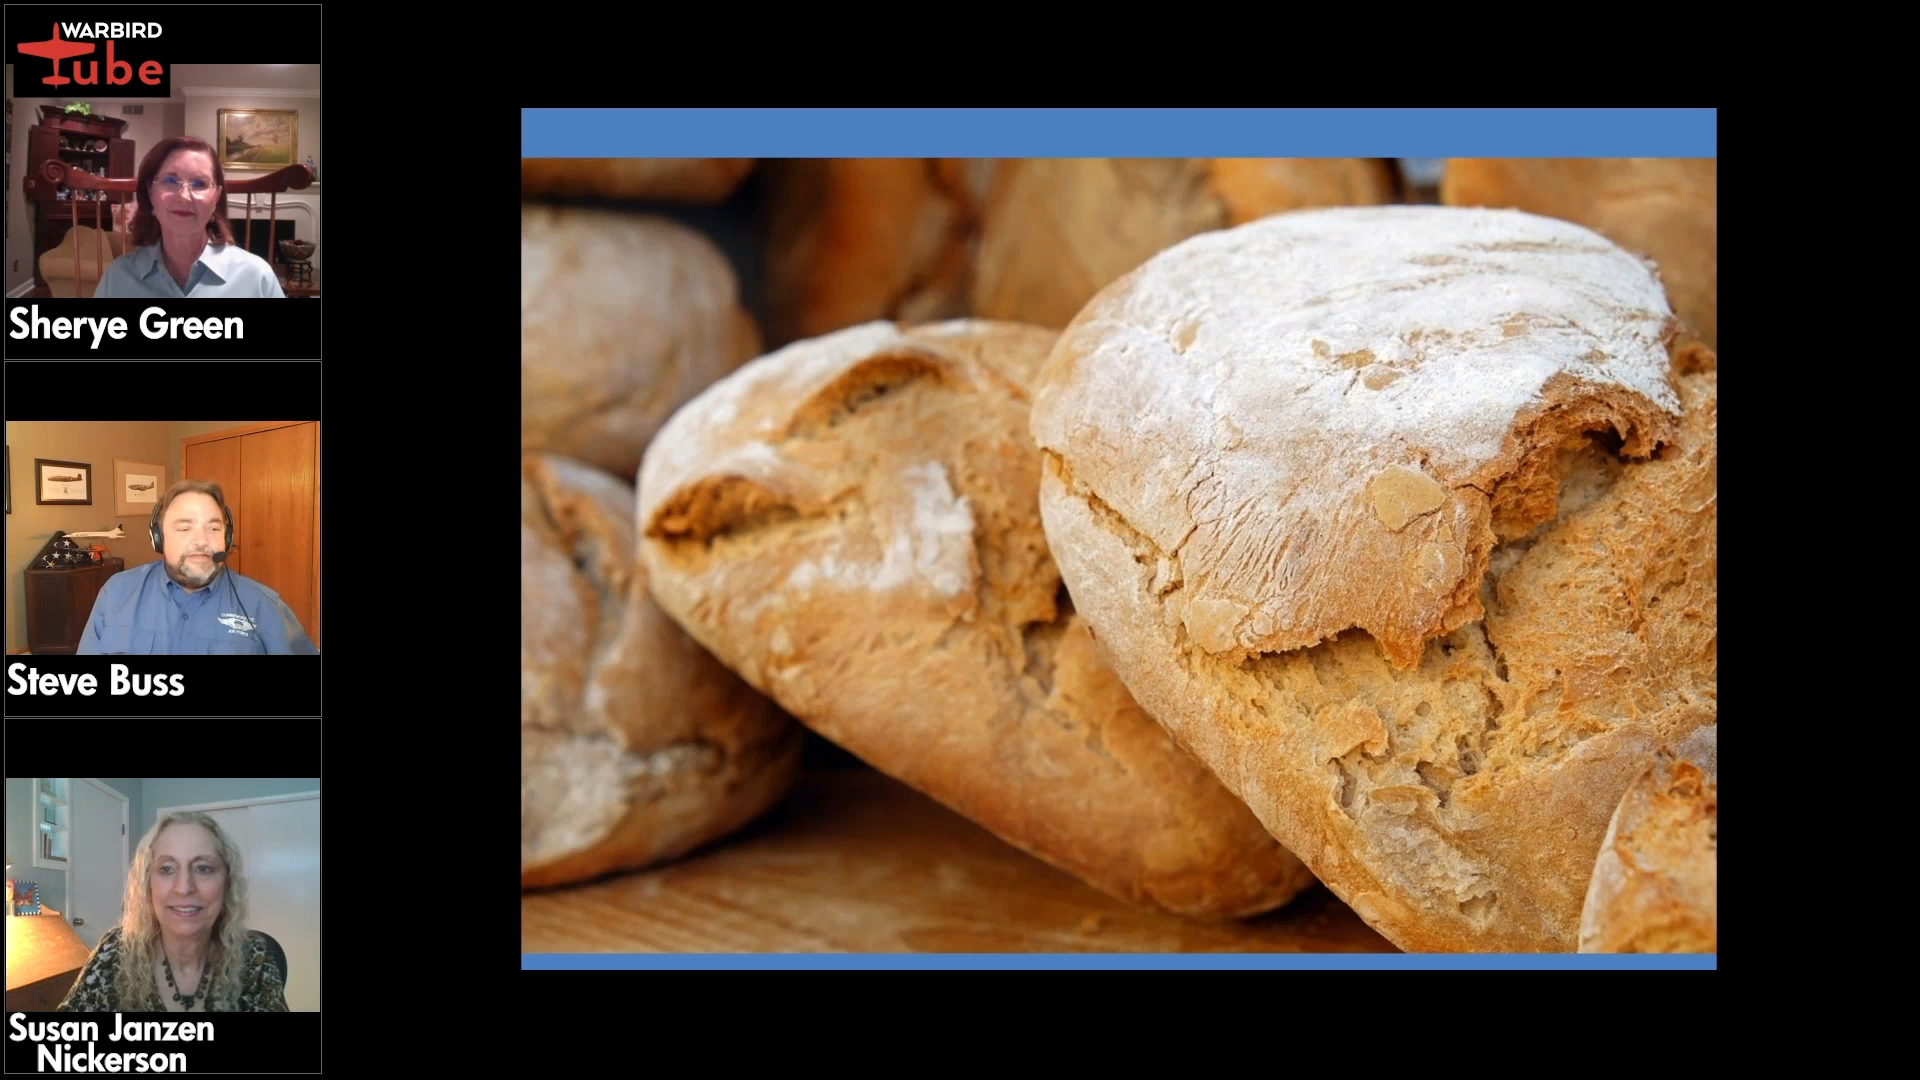 WARBIRD
Tube
Sherye Green
Steve Buss
Susan Janzen
Nickerson